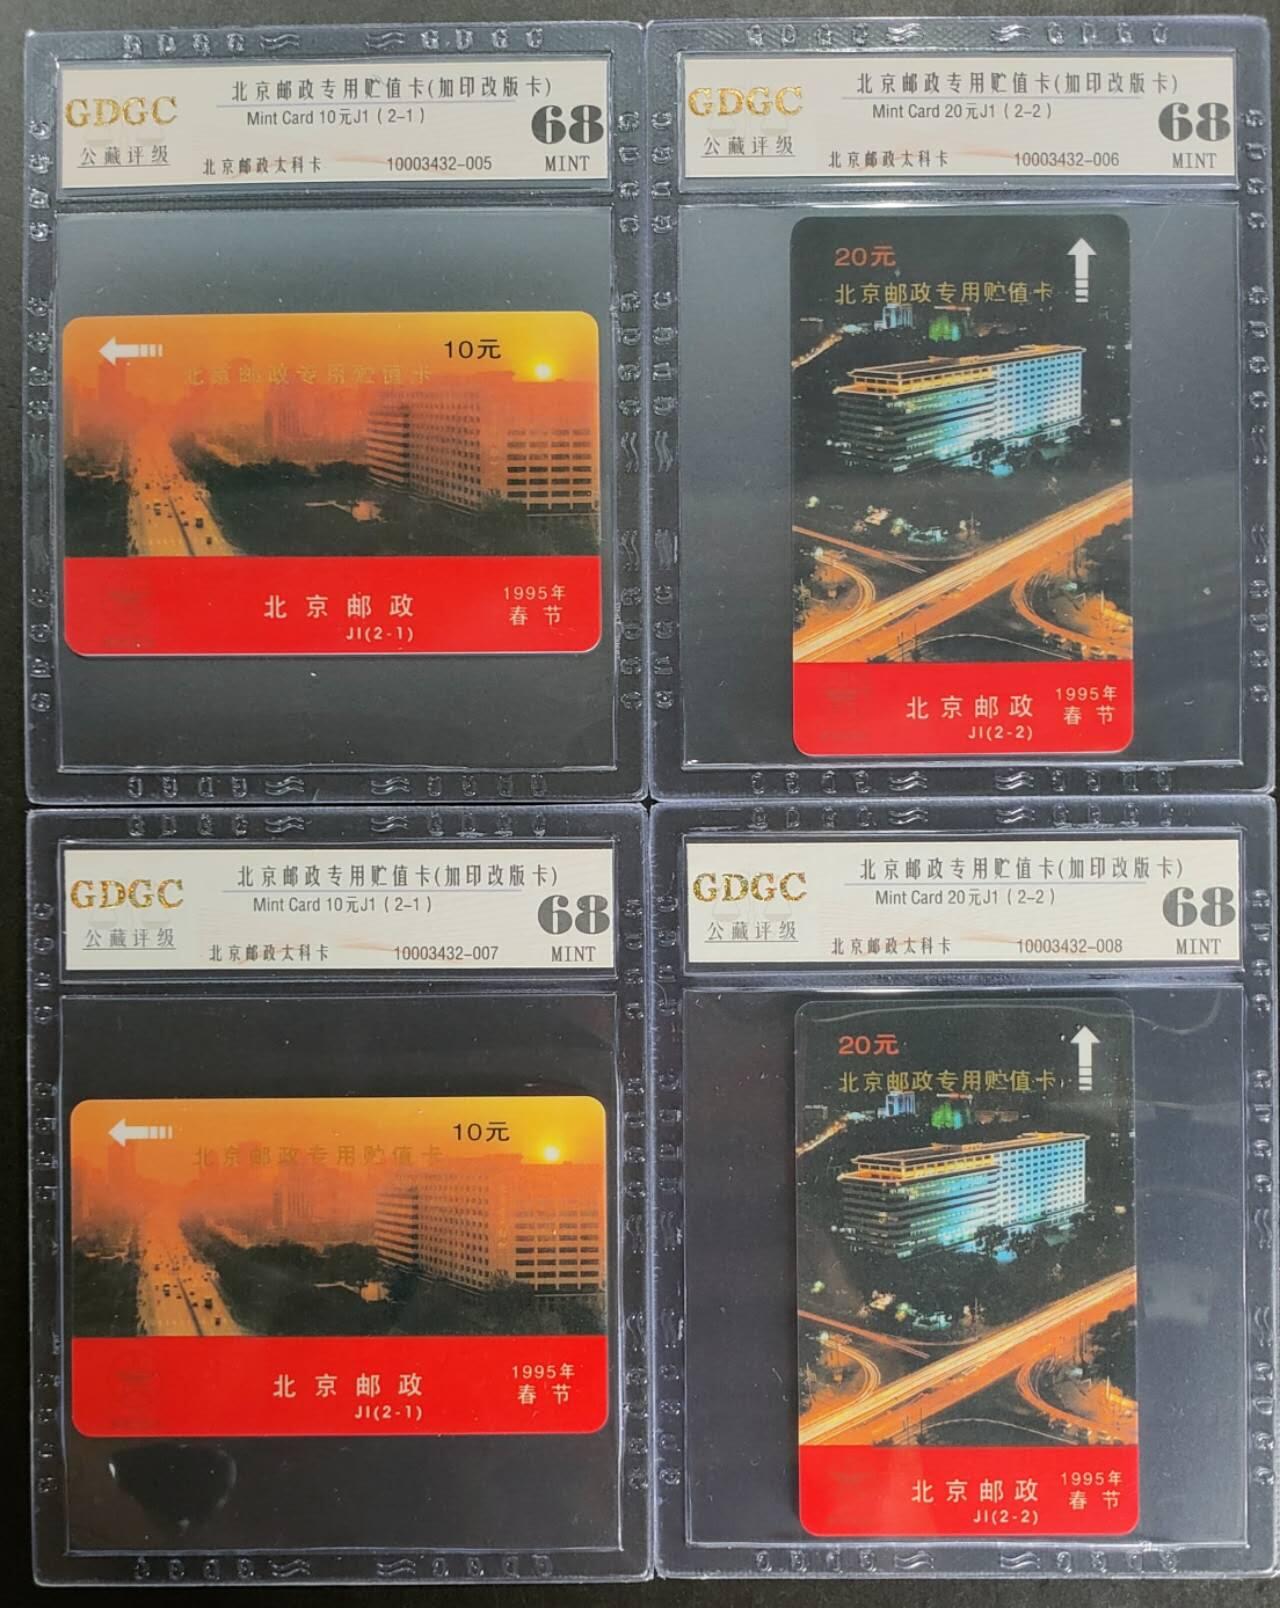 北京邮政专用贮值卡(加印改版卡)
GDGC
Mint Card 10元J1 (2-1)
68
公藏评级
北京邮政太科卡
10003432-005
MINT
10元
北京邮政专用贮值卡
北京邮政
1995年
春节
JI(2-1)
北京邮政专用贮值卡(加印改版卡)
GDGC
Mint Card 20元J1 (2-2)
68
公藏评级
北京邮政太科卡
10003432-006
MINT
20元
北京邮政专用贮值卡
北京邮政
1995年
春节
JI(2-2)
北京邮政专用贮值卡(加印改版卡)
GDGC
Mint Card 10元J1 (2-1)
68
公藏评级
北京邮政太科卡
10003432-007
MINT
10元
北京邮政专用贮值卡
北京邮政
1995年
春节
JI(2-1)
北京邮政专用贮值卡(加印改版卡)
GDGC
Mint Card 20元J1 (2-2)
68
公藏评级
北京邮政太科卡
10003432-008
MINT
20元
北京邮政专用贮值卡
北京邮政
1995年
春节
JI(2-2)